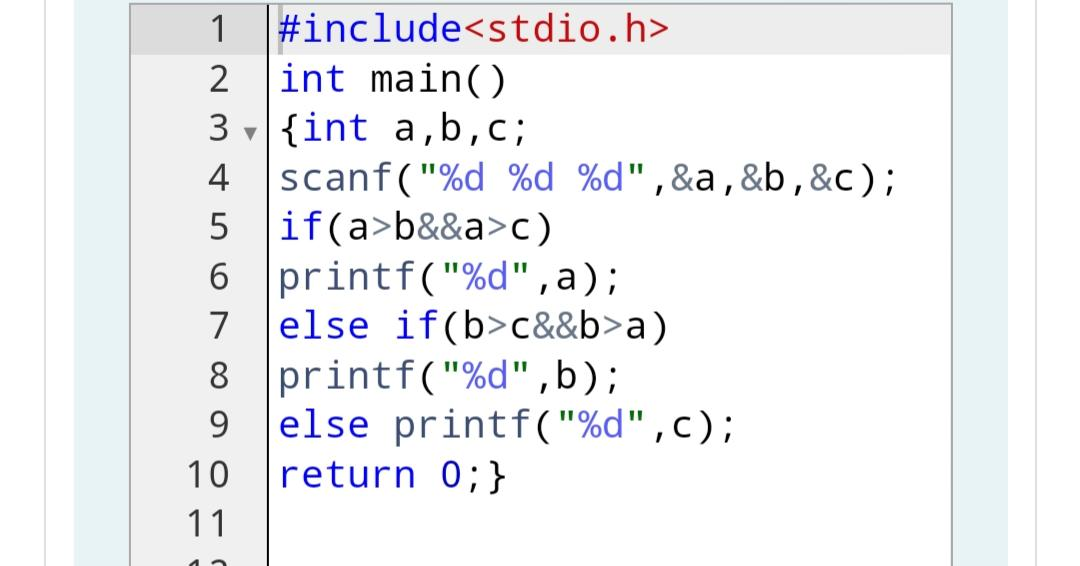 1 #include<stdio.h>
2 int main()
3 {int a,b,c;
4 scanf("%d %d %d",&a,&b,&c);
5 if(a>b&&a>c)
6 printf("%d",a);
7 else if(b>c&&b>a)
8 printf("%d",b);
9 else printf("%d",c);
10 return 0;}
11